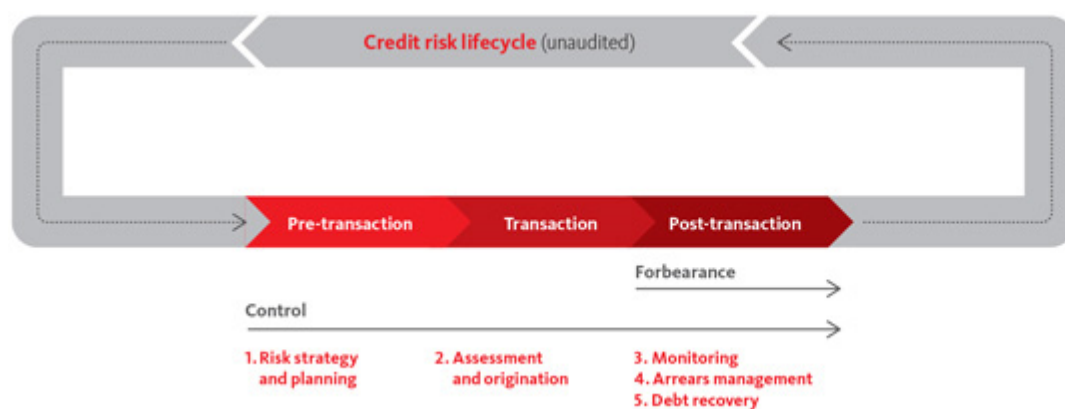 Credit risk lifecycle (unaudited)
Pre-transaction
Transaction
Post-transaction
Forbearance
Control
1. Risk strategy
and planning
2. Assessment
and origination
3. Monitoring
4. Arrears management
5. Debt recovery